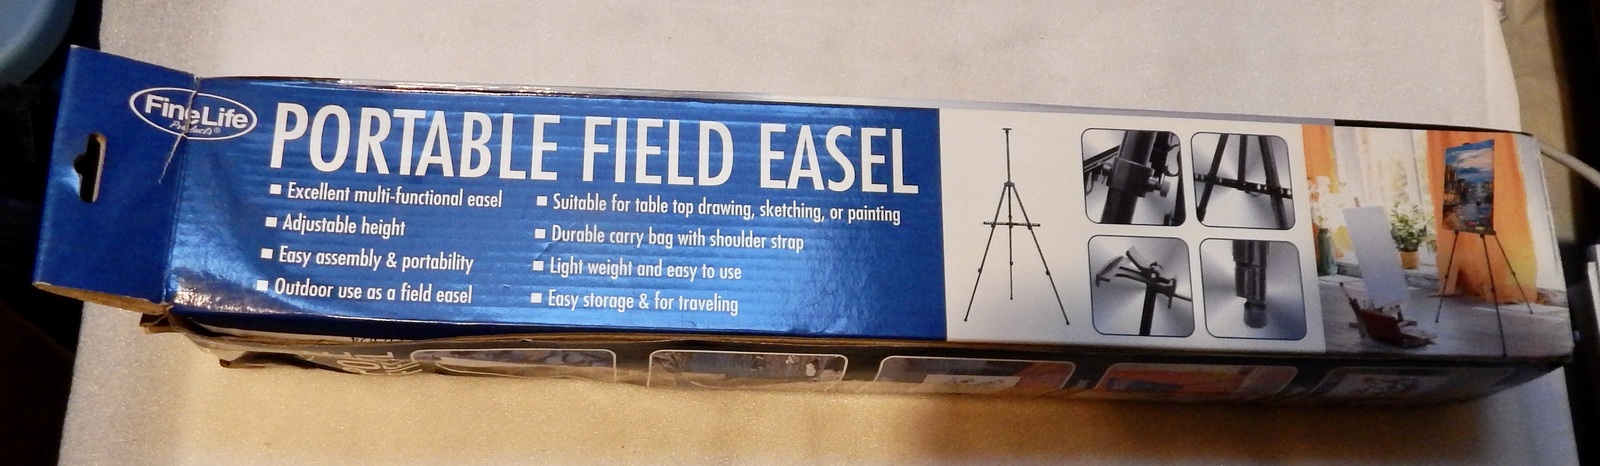 FineLife
Products®
PORTABLE FIELD EASEL
■ Excellent multi-functional easel
■ Adjustable height
■ Easy assembly & portability
■ Outdoor use as a field easel
■ Suitable for table top drawing, sketching, or painting
■ Durable carry bag with shoulder strap
■ Light weight and easy to use
■ Easy storage & for traveling